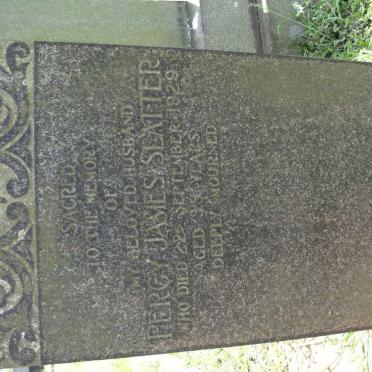 SACRED
TO THE MEMORY
OF
MY BELOVED HUSBAND
PERCY JAMES SLATTER
WHO DIED 22ND SEPTEMBER 1929
AGED 39 YEARS
DEEPLY MOURNED